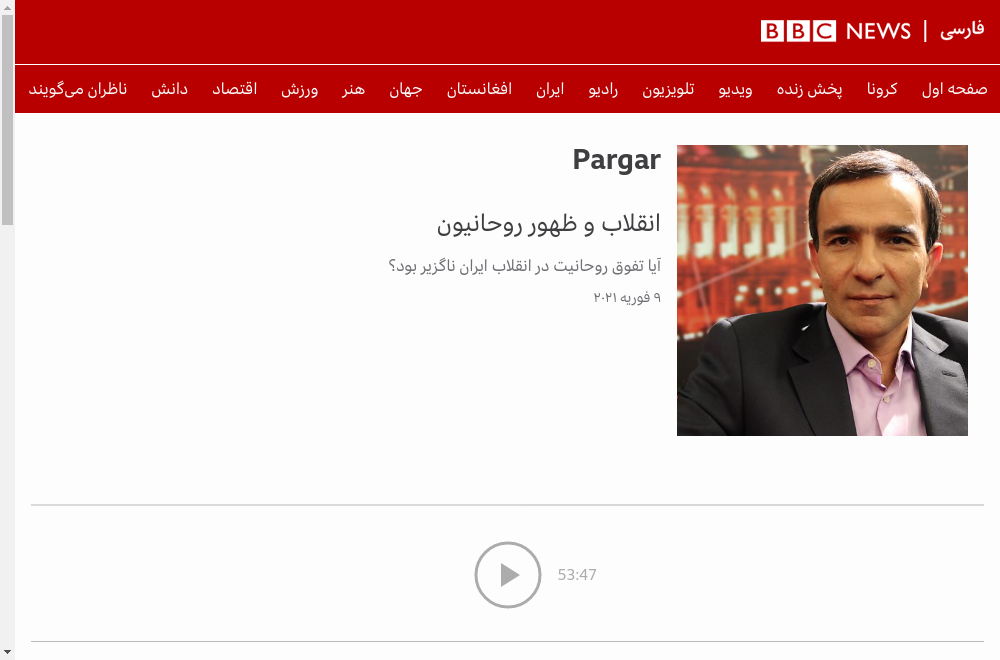 BBC NEWS | فارسی
صفحه اول کرونا پخش زنده ویدیو تلویزیون رادیو ایران افغانستان جهان هنر ورزش اقتصاد دانش ناظران می‌گویند
Pargar
انقلاب و ظهور روحانیون
آیا تفوق روحانیت در انقلاب ایران ناگزیر بود؟
۹ فوریه ۲۰۲۱
53:47